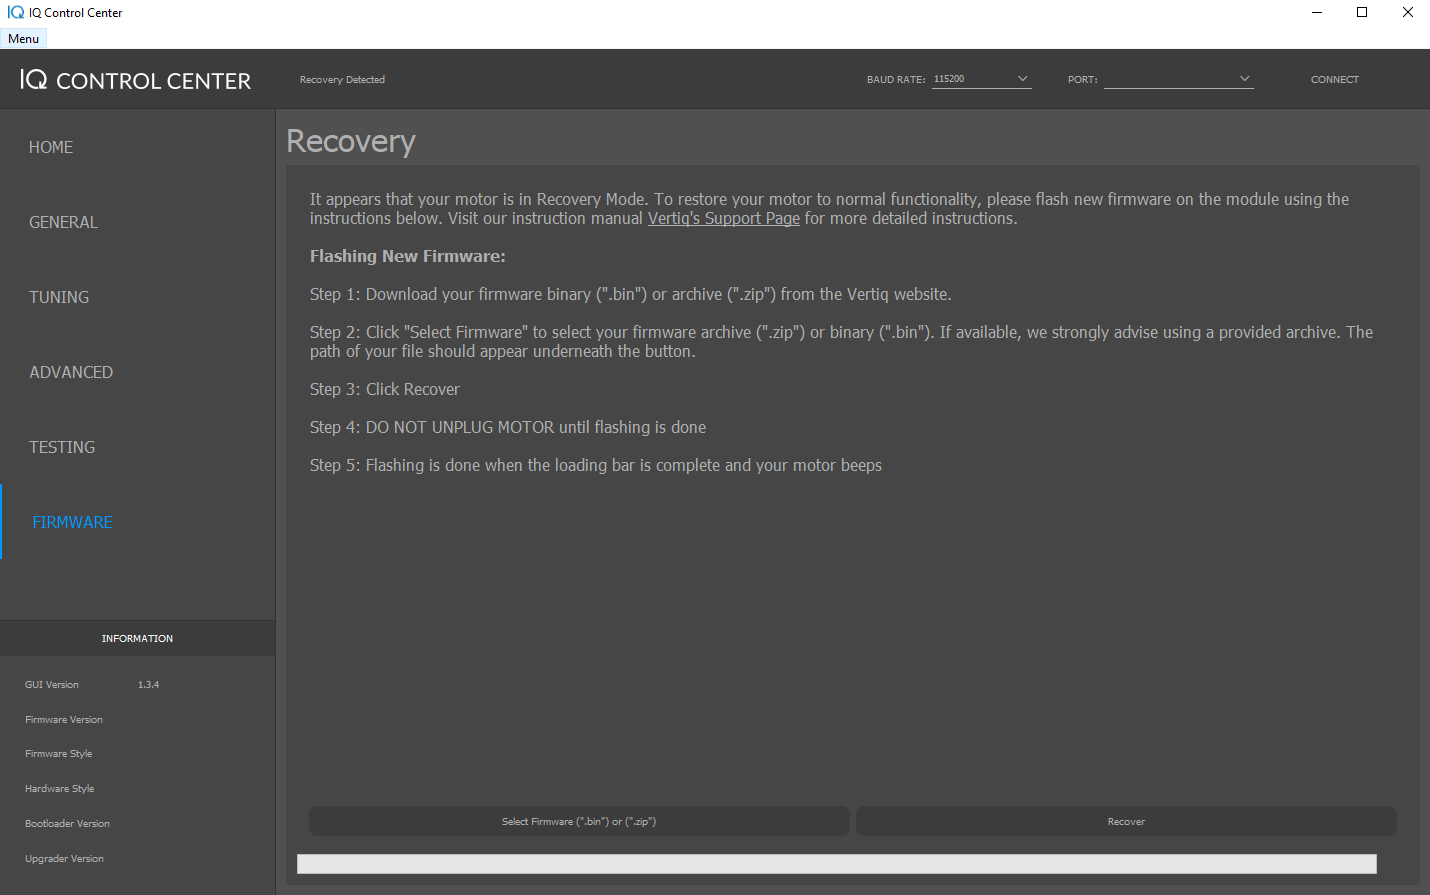 IQ Control Center
Menu
IQ CONTROL CENTER
Recovery Detected
BAUD RATE: 115200
PORT:
CONNECT
HOME
GENERAL
TUNING
ADVANCED
TESTING
FIRMWARE
INFORMATION
GUI Version 1.3.4
Firmware Version
Firmware Style
Hardware Style
Bootloader Version
Upgrader Version
Recovery
It appears that your motor is in Recovery Mode. To restore your motor to normal functionality, please flash new firmware on the module using the
instructions below. Visit our instruction manual Vertiq's Support Page for more detailed instructions.
Flashing New Firmware:
Step 1: Download your firmware binary (".bin") or archive (".zip") from the Vertiq website.
Step 2: Click "Select Firmware" to select your firmware archive (".zip") or binary (".bin"). If available, we strongly advise using a provided archive. The
path of your file should appear underneath the button.
Step 3: Click Recover
Step 4: DO NOT UNPLUG MOTOR until flashing is done
Step 5: Flashing is done when the loading bar is complete and your motor beeps
Select Firmware (".bin") or (".zip")
Recover